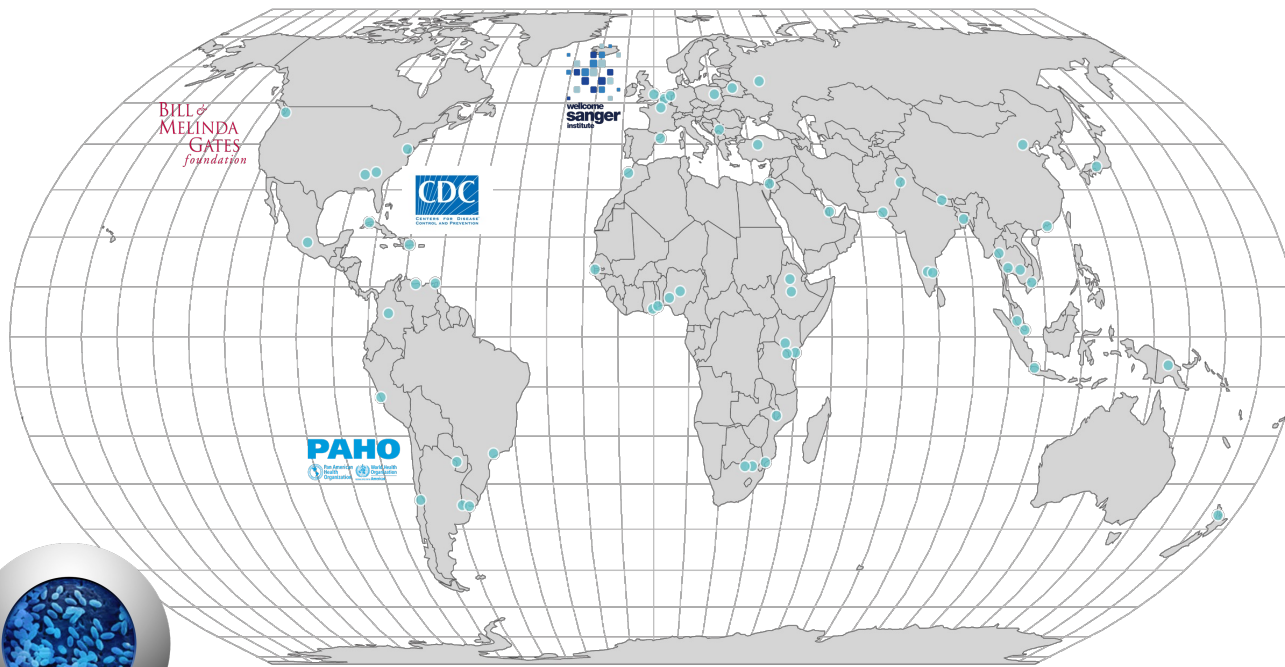 BILL &
MELINDA
GATES
foundation
wellcome
sanger
institute
CDC
CENTERS FOR DISEASE
CONTROL AND PREVENTION
PAHO
Pan American
Health
Organization
World Health
Organization
Americas